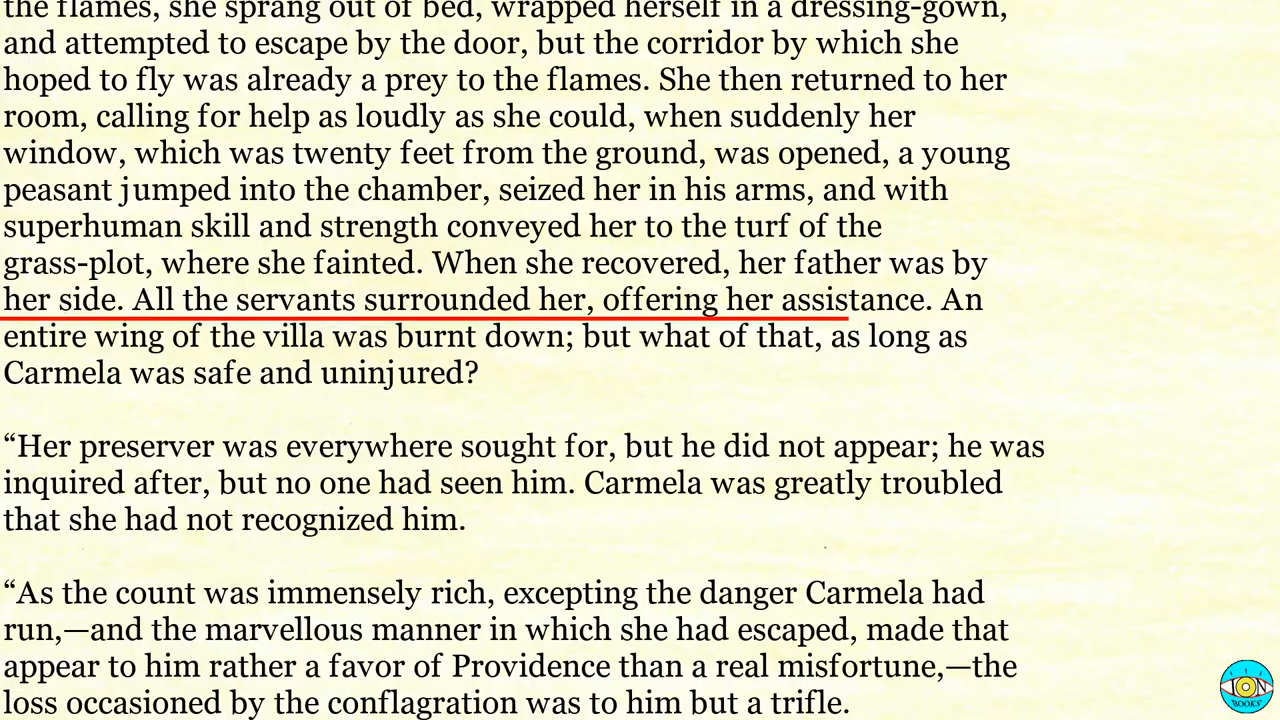 the flames, she sprang out of bed, wrapped herself in a dressing-gown,
and attempted to escape by the door, but the corridor by which she
hoped to fly was already a prey to the flames. She then returned to her
room, calling for help as loudly as she could, when suddenly her
window, which was twenty feet from the ground, was opened, a young
peasant jumped into the chamber, seized her in his arms, and with
superhuman skill and strength conveyed her to the turf of the
grass-plot, where she fainted. When she recovered, her father was by
her side. All the servants surrounded her, offering her assistance. An
entire wing of the villa was burnt down; but what of that, as long as
Carmela was safe and uninjured?
“Her preserver was everywhere sought for, but he did not appear; he was
inquired after, but no one had seen him. Carmela was greatly troubled
that she had not recognized him.
“As the count was immensely rich, excepting the danger Carmela had
run,—and the marvellous manner in which she had escaped, made that
appear to him rather a favor of Providence than a real misfortune,—the
loss occasioned by the conflagration was to him but a trifle.
ION
BOOKS